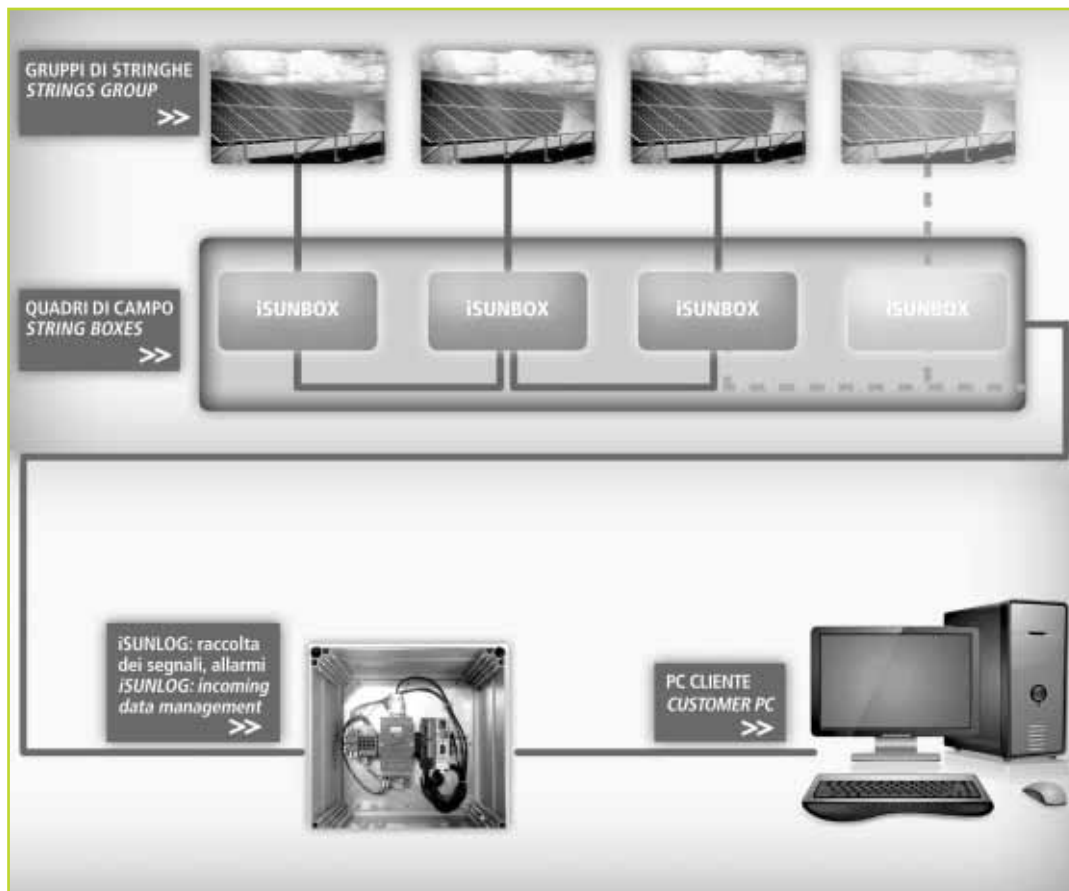 GRUPPI DI STRINGHE
STRINGS GROUP
>>
QUADRI DI CAMPO
STRING BOXES
>>
iSUNBOX
iSUNBOX
iSUNBOX
iSUNBOX
iSUNLOG: raccolta
dei segnali, allarmi
iSUNLOG: incoming
data management
>>
PC CLIENTE
CUSTOMER PC
>>